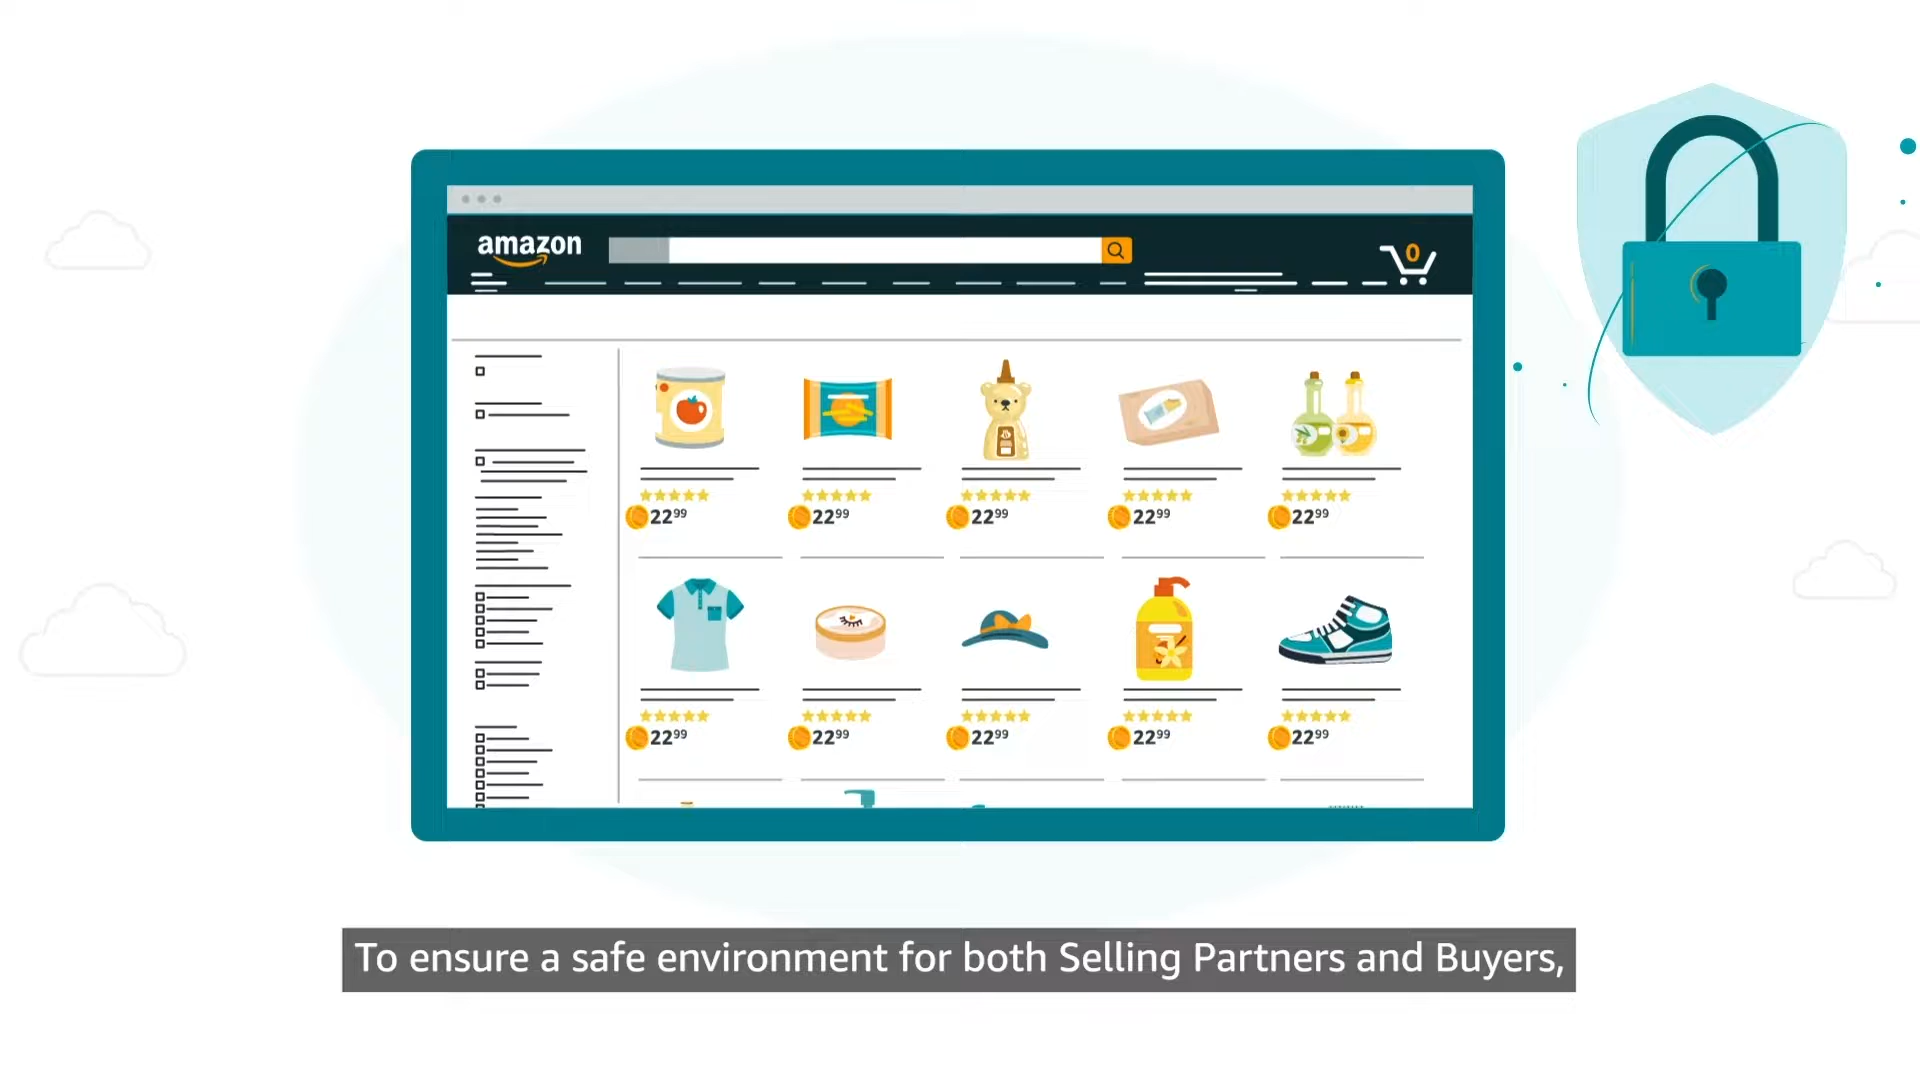 amazon
0
22⁹⁹ 22⁹⁹ 22⁹⁹ 22⁹⁹ 22⁹⁹
22⁹⁹ 22⁹⁹ 22⁹⁹ 22⁹⁹ 22⁹⁹
To ensure a safe environment for both Selling Partners and Buyers,